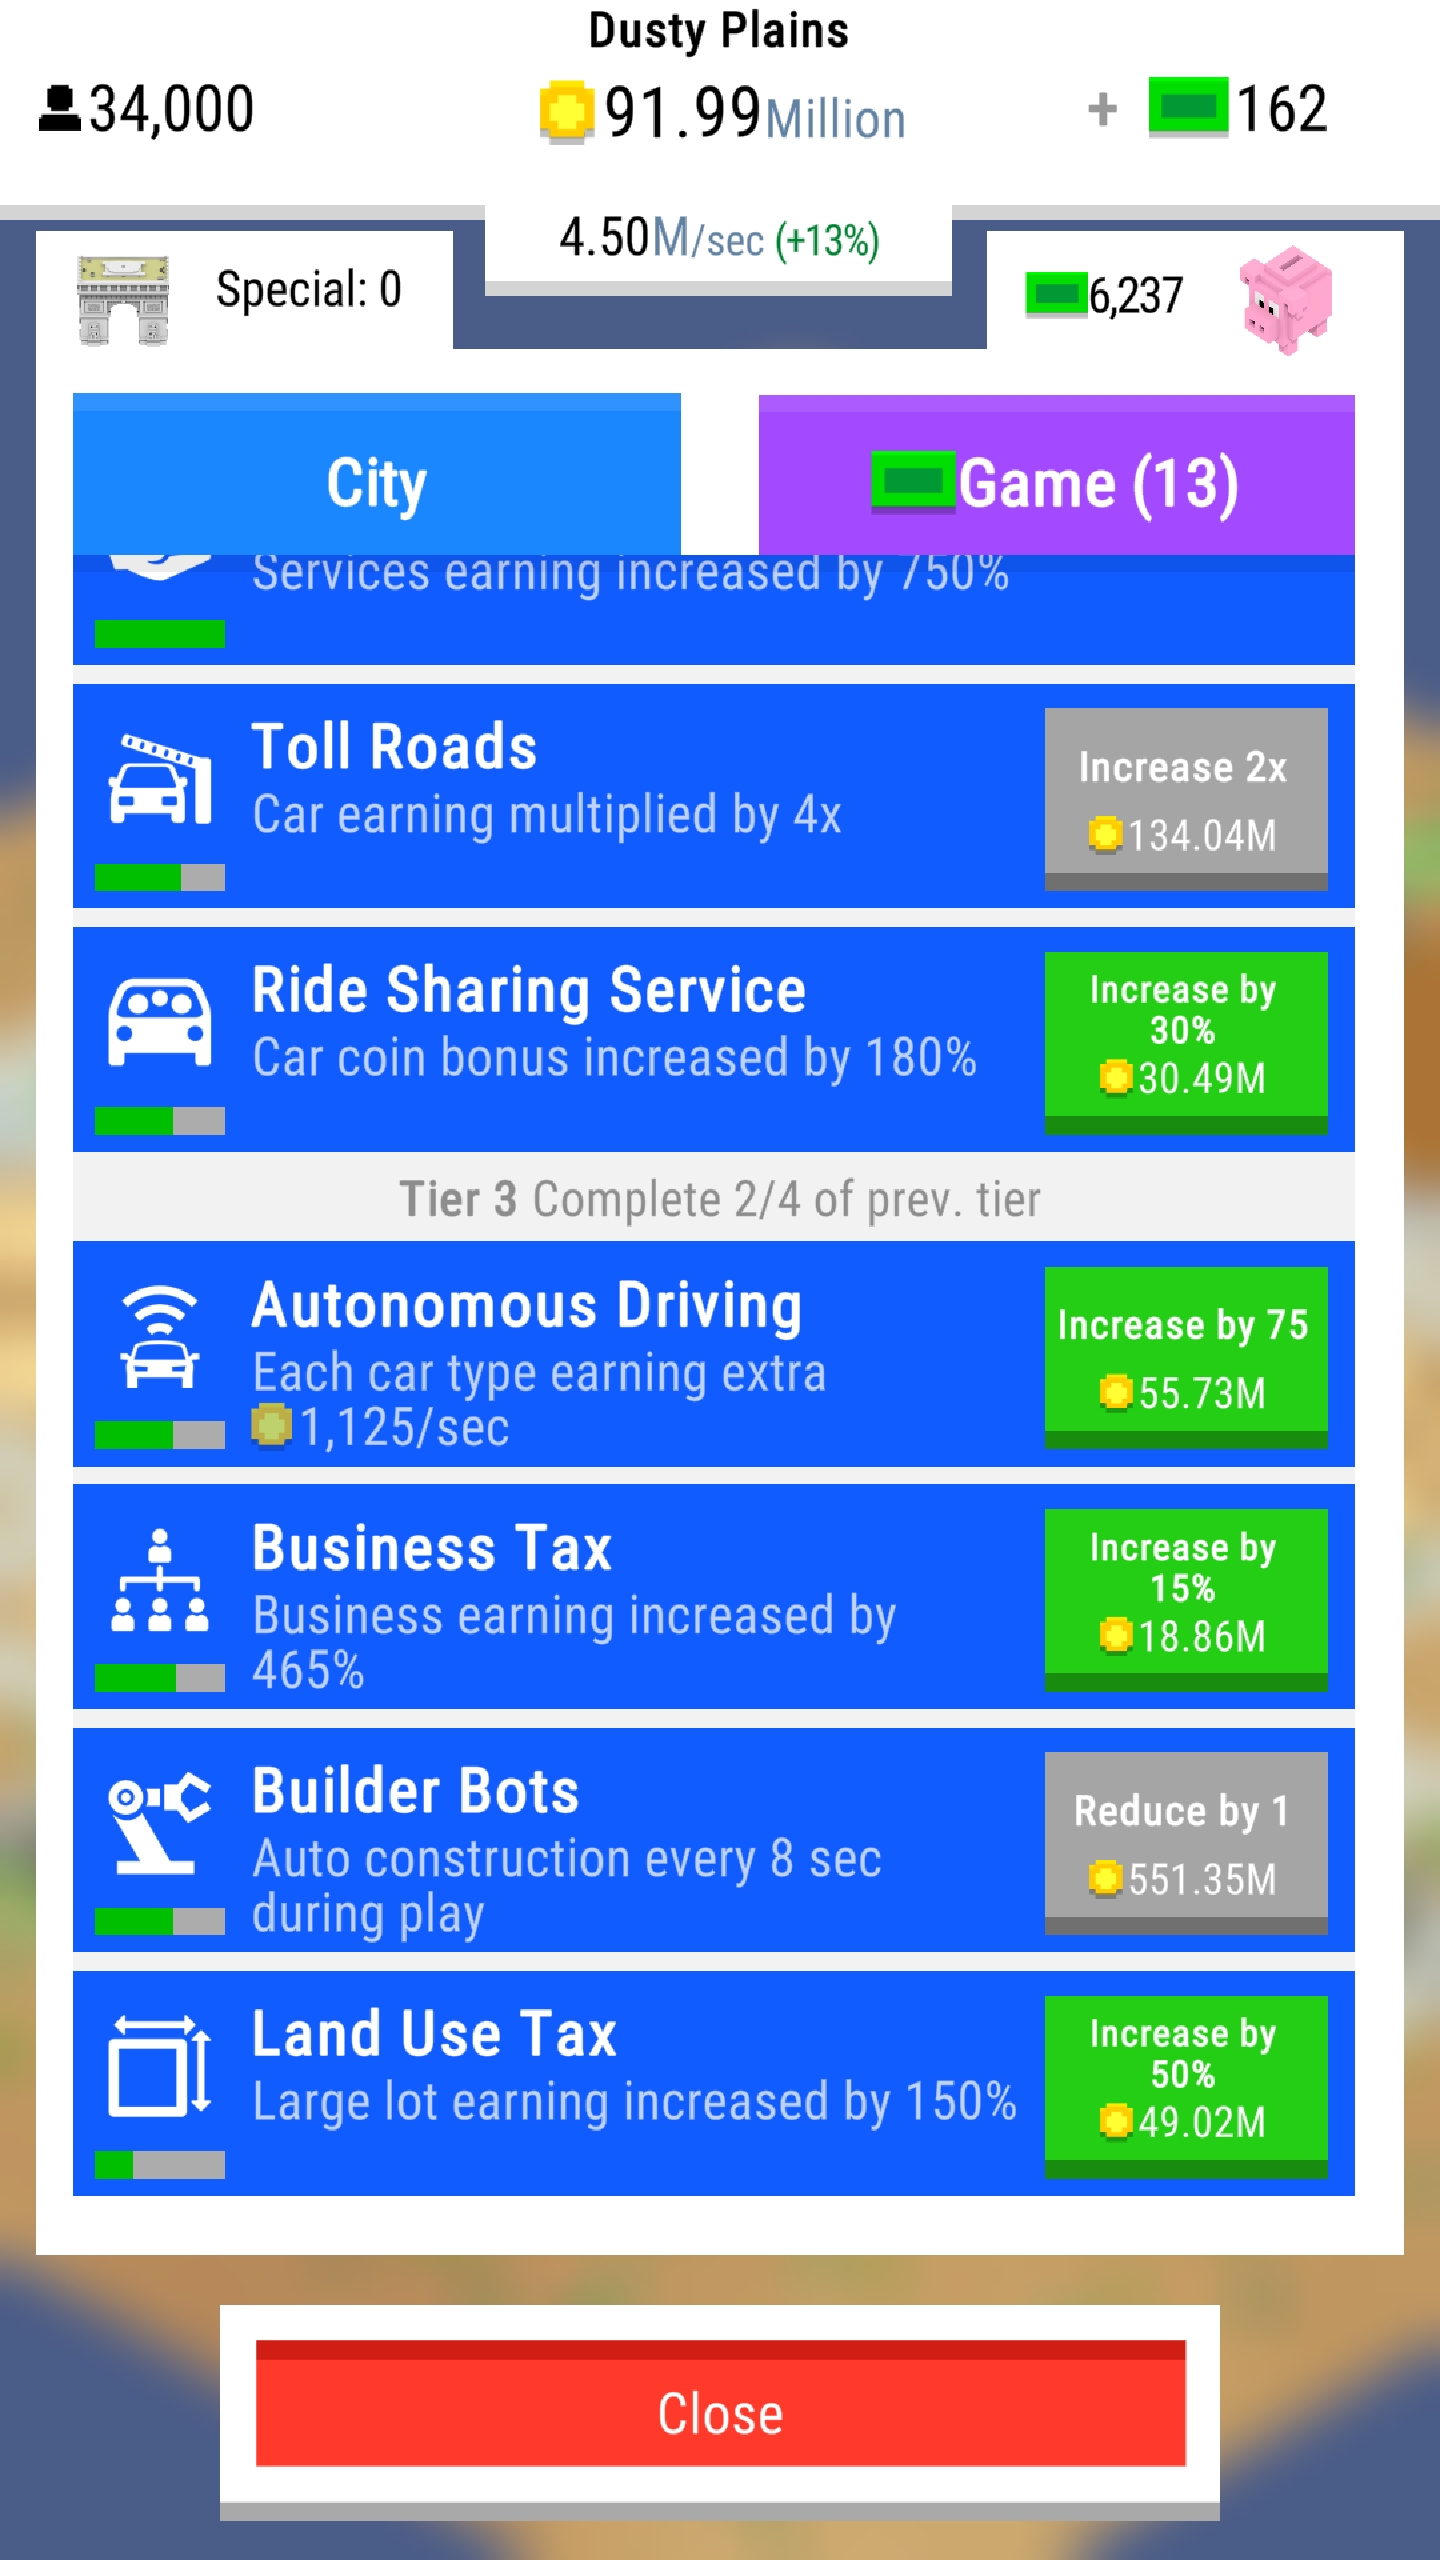 Dusty Plains
34,000
91.99Million
+ 162
4.50M/sec (+13%)
Special: 0
6,237
City
Game (13)
Services earning increased by 750%
Toll Roads
Car earning multiplied by 4x
Increase 2x
134.04M
Ride Sharing Service
Car coin bonus increased by 180%
Increase by
30%
30.49M
Tier 3 Complete 2/4 of prev. tier
Autonomous Driving
Each car type earning extra
1,125/sec
Increase by 75
55.73M
Business Tax
Business earning increased by
465%
Increase by
15%
18.86M
Builder Bots
Auto construction every 8 sec
during play
Reduce by 1
551.35M
Land Use Tax
Large lot earning increased by 150%
Increase by
50%
49.02M
Close